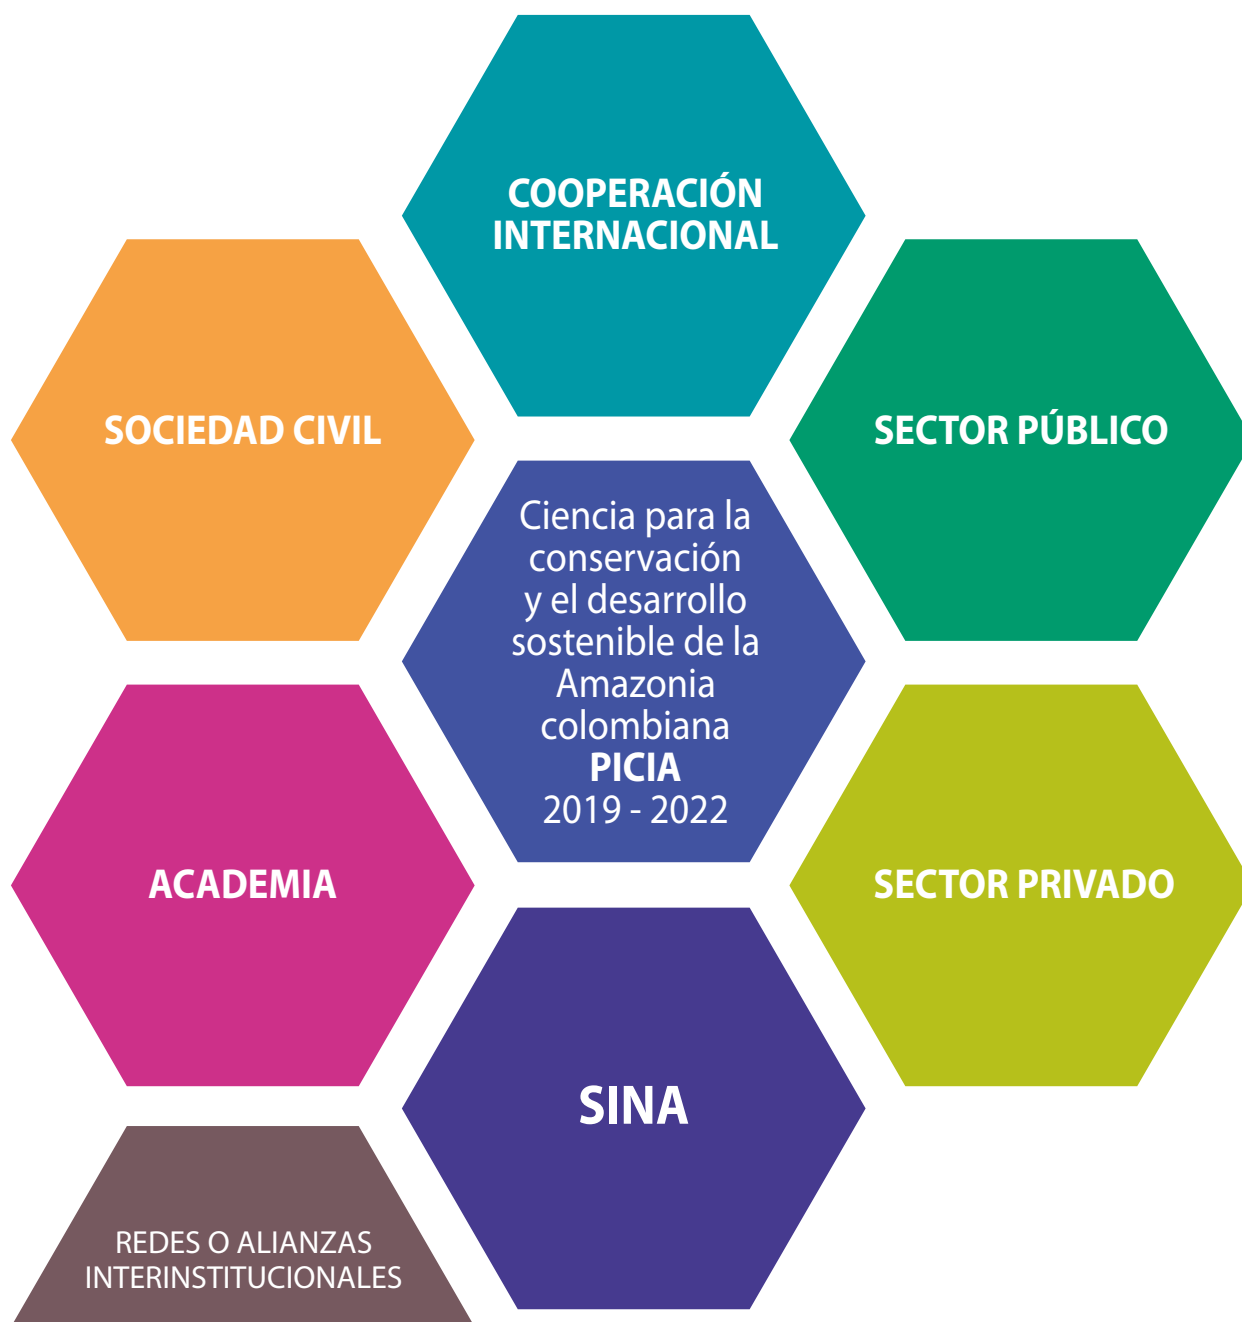 COOPERACIÓN
INTERNACIONAL
SOCIEDAD CIVIL
SECTOR PÚBLICO
Ciencia para la
conservación
y el desarrollo
sostenible de la
Amazonia
colombiana
PICIA
2019 - 2022
ACADEMIA
SECTOR PRIVADO
SINA
REDES O ALIANZAS
INTERINSTITUCIONALES